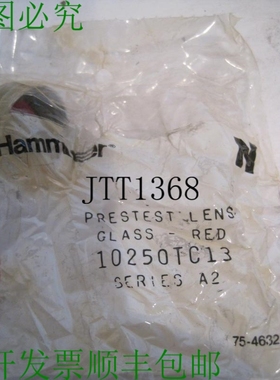 图必究
Hammer
N
JTT1368
PRESTEST LENS
GLASS - RED
10250TC13
SERIES A2
75-4632
开发票顺丰包邮